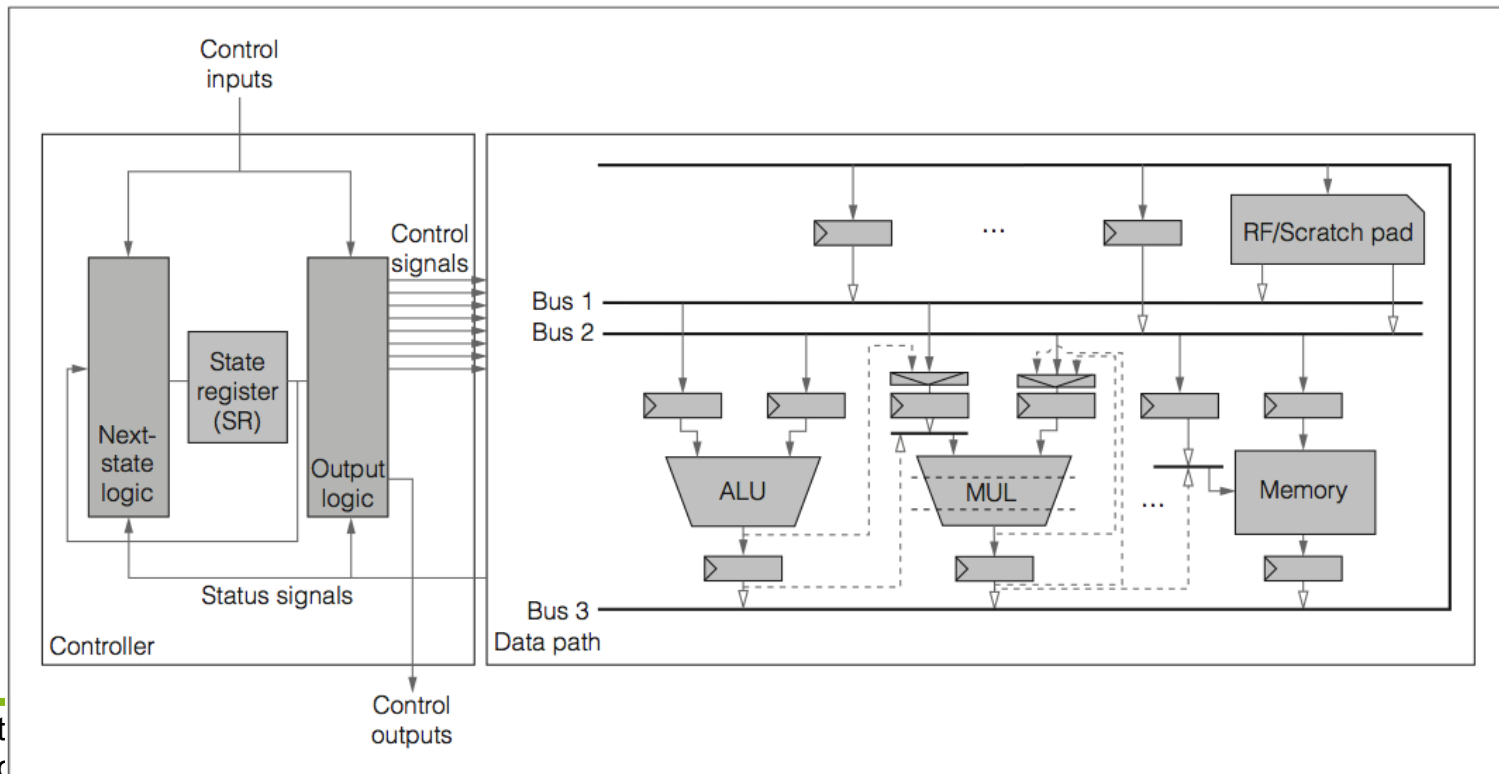 Control
inputs
Control
signals
RF/Scratch pad
...
Bus 1
Bus 2
State
register
(SR)
Next-
state
logic
Output
logic
ALU
MUL
...
Memory
Status signals
Bus 3
Controller
Data path
Control
outputs
t